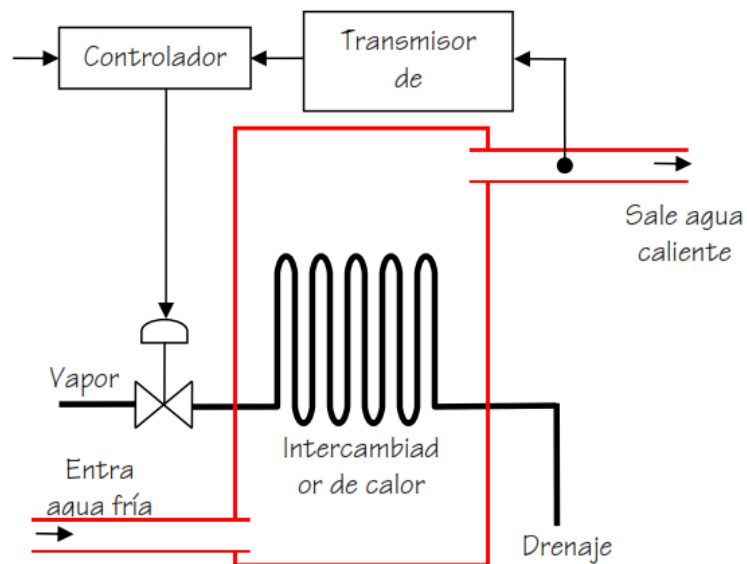 Controlador
Transmisor
de
Sale agua
caliente
Vapor
Intercambiad
or de calor
Entra
agua fría
Drenaje